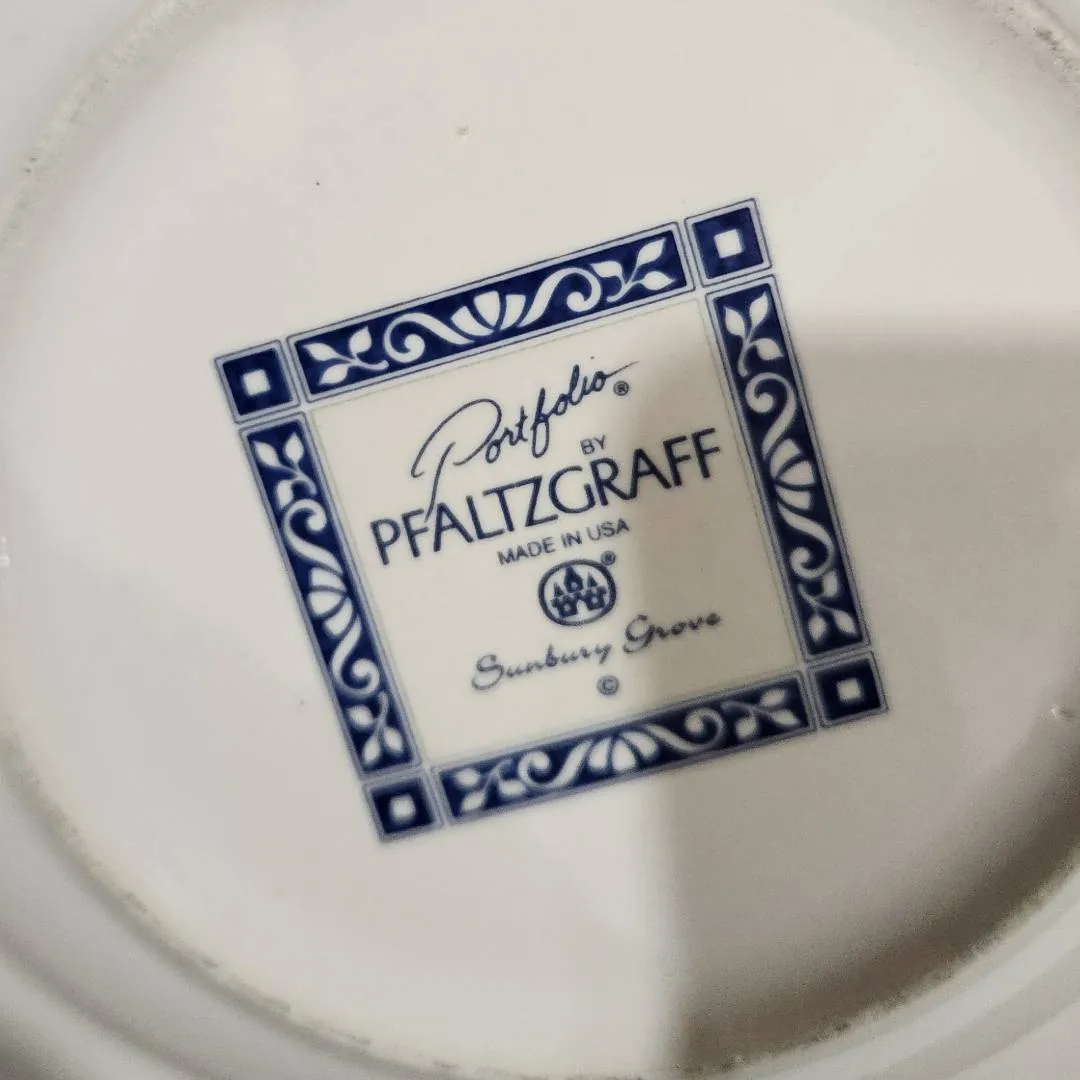 Portfolio®
BY
PFALTZGRAFF
MADE IN USA
®
Sunbury Grove
©